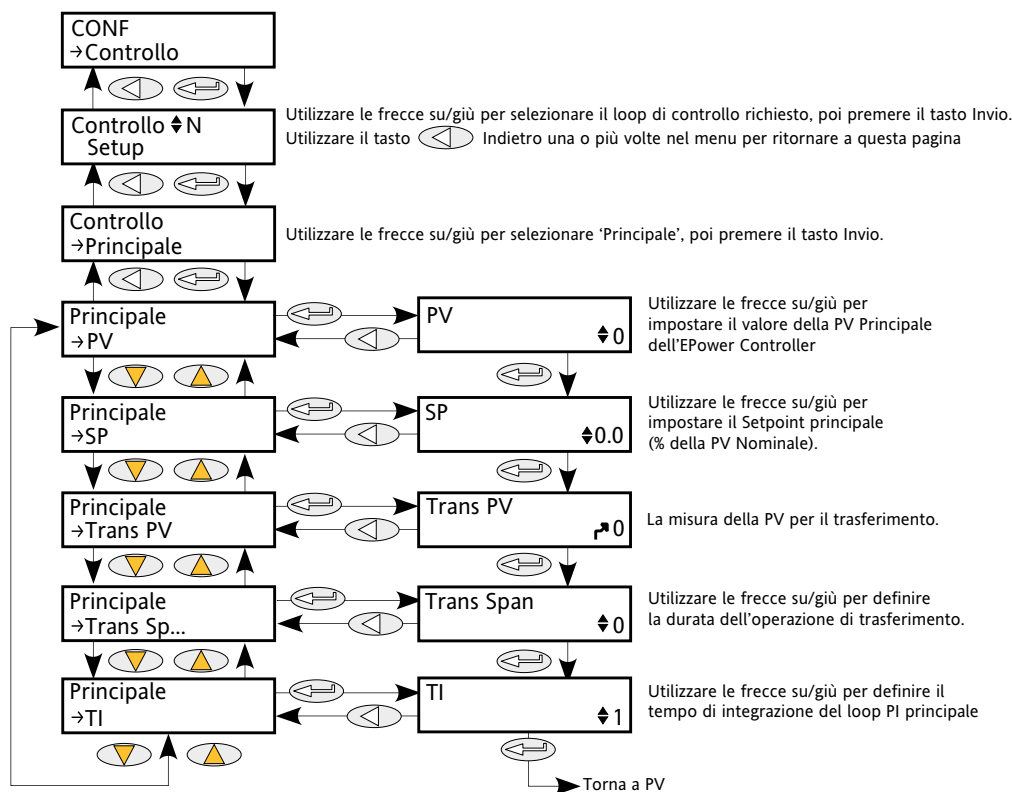 CONF
→Controllo
Controllo ♦N
Setup
Utilizzare le frecce su/giù per selezionare il loop di controllo richiesto, poi premere il tasto Invio.
Utilizzare il tasto Indietro una o più volte nel menu per ritornare a questa pagina
Controllo
→Principale
Utilizzare le frecce su/giù per selezionare ‘Principale’, poi premere il tasto Invio.
Principale
→PV
PV
♦0
Utilizzare le frecce su/giù per
impostare il valore della PV Principale
dell’EPower Controller
Principale
→SP
SP
♦0.0
Utilizzare le frecce su/giù per
impostare il Setpoint principale
(% della PV Nominale).
Principale
→Trans PV
Trans PV
0
La misura della PV per il trasferimento.
Principale
→Trans Sp...
Trans Span
♦0
Utilizzare le frecce su/giù per definire
la durata dell’operazione di trasferimento.
Principale
→TI
TI
♦1
Utilizzare le frecce su/giù per definire il
tempo di integrazione del loop PI principale
Torna a PV